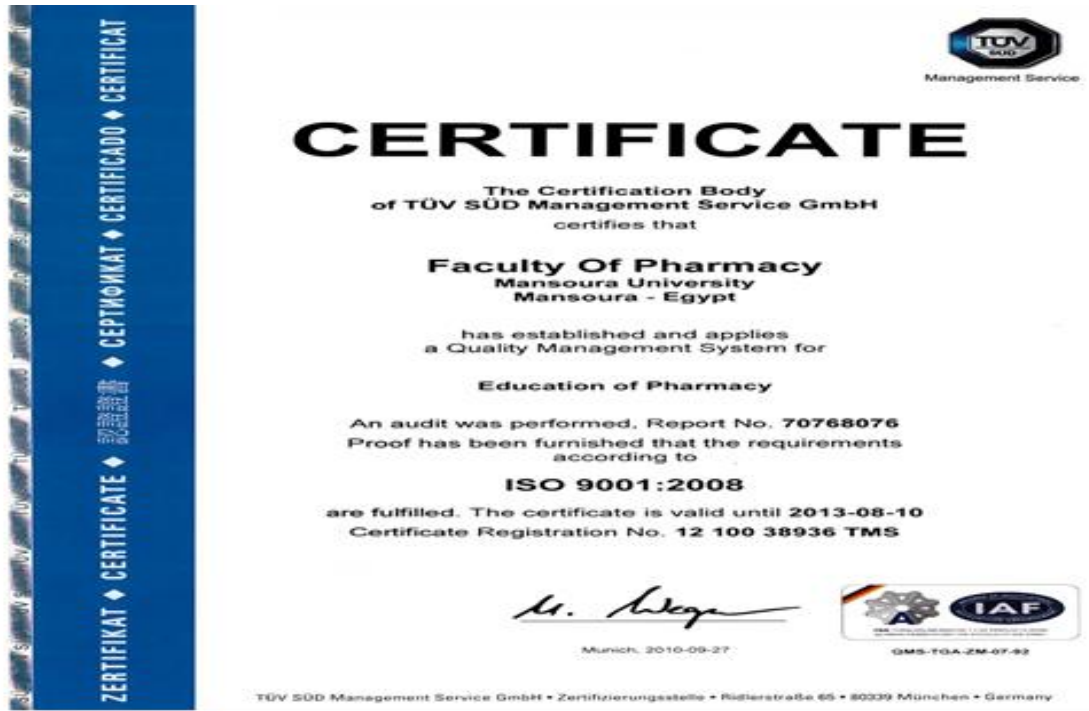 ZERTIFIKAT ◆ CERTIFICATE ◆ 認證證書 ◆ СЕРТИФИКАТ ◆ CERTIFICADO ◆ CERTIFICAT
TÜV
SÜD
Management Service
CERTIFICATE
The Certification Body
of TÜV SÜD Management Service GmbH
certifies that
Faculty Of Pharmacy
Mansoura University
Mansoura - Egypt
has established and applies
a Quality Management System for
Education of Pharmacy
An audit was performed, Report No. 70768076
Proof has been furnished that the requirements
according to
ISO 9001:2008
are fulfilled. The certificate is valid until 2013-08-10
Certificate Registration No. 12 100 38936 TMS
Munich, 2010-09-27
A
IAF
QMS-TGA-ZM-07-92
TÜV SÜD Management Service GmbH • Zertifizierungsstelle • Ridlerstraße 65 • 80339 München • Germany